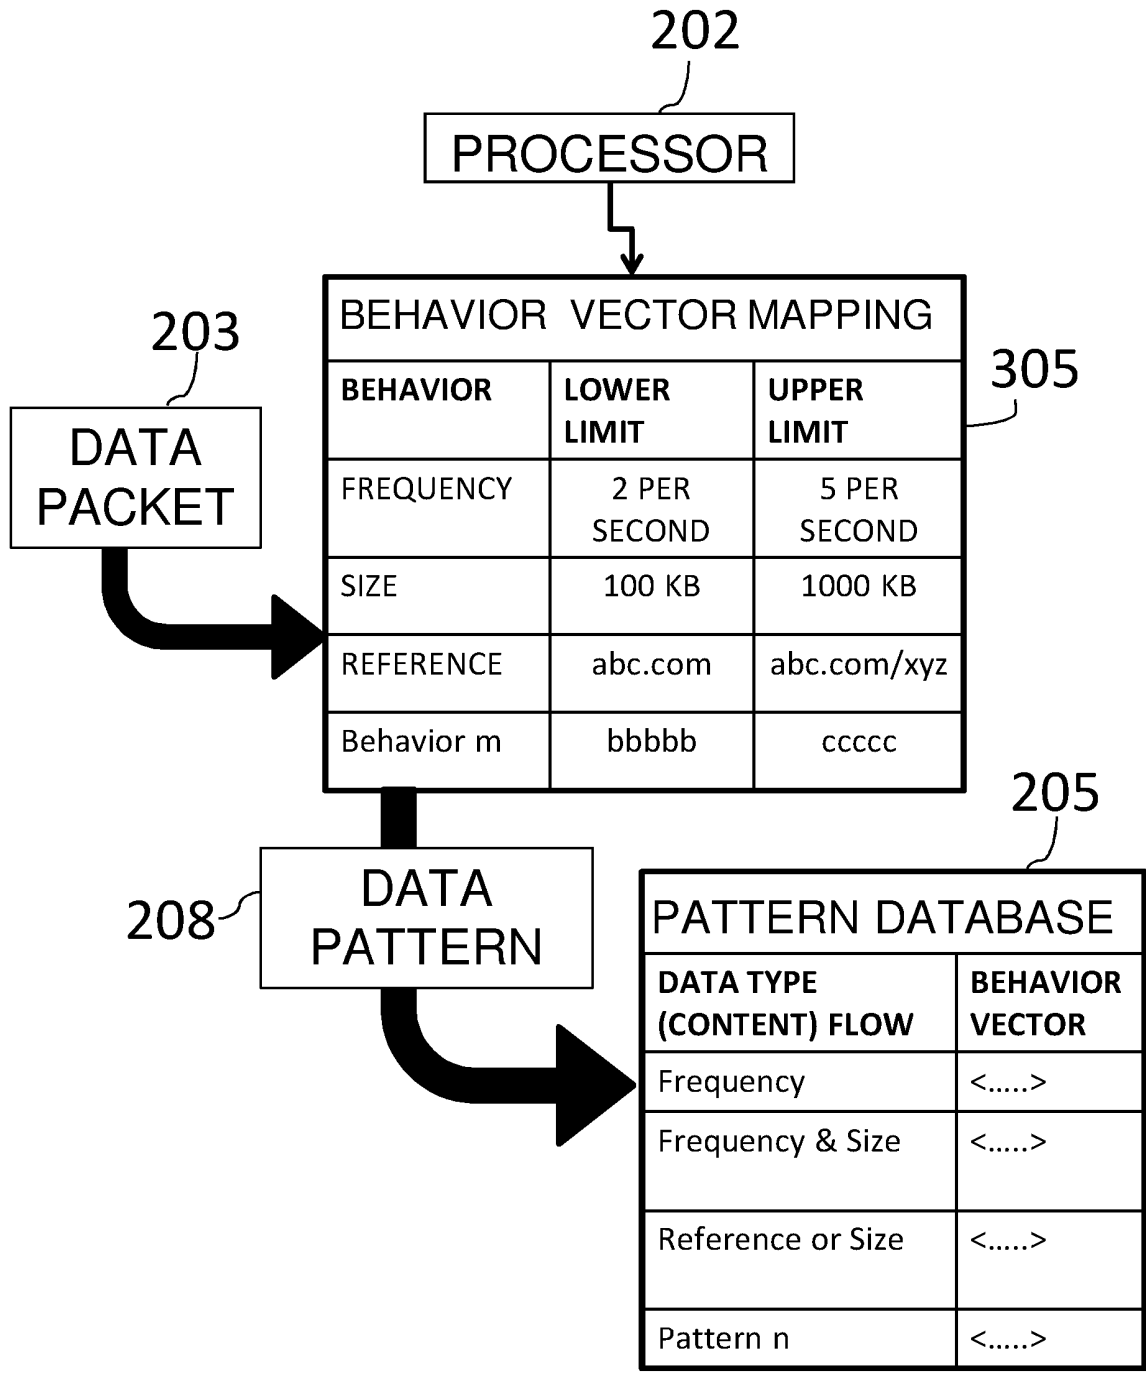 202
PROCESSOR
BEHAVIOR VECTOR MAPPING
203
305
BEHAVIOR
LOWER
LIMIT
UPPER
LIMIT
DATA
PACKET
FREQUENCY
2 PER
SECOND
5 PER
SECOND
SIZE
100 KB
1000 KB
REFERENCE
abc.com
abc.com/xyz
Behavior m
bbbbb
ccccc
205
DATA
PATTERN
208
PATTERN DATABASE
DATA TYPE
(CONTENT) FLOW
BEHAVIOR
VECTOR
Frequency
<.....>
Frequency & Size
<.....>
Reference or Size
<.....>
Pattern n
<.....>